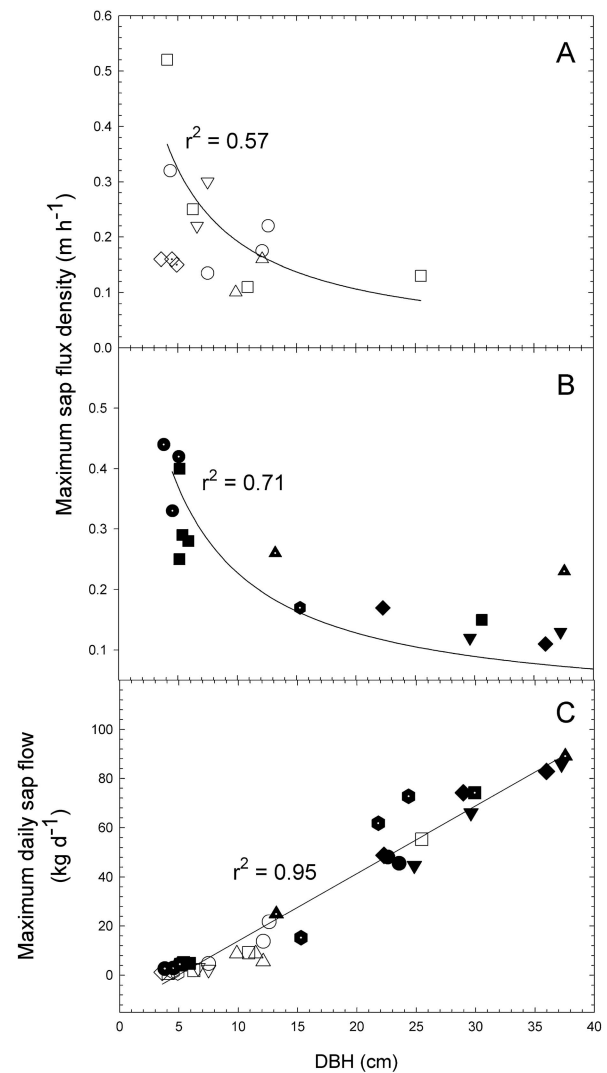 0.6
A
0.5
0.4
r² = 0.57
0.3
0.2
0.1
0.0
Maximum sap flux density (m h⁻¹)
B
0.5
0.4
r² = 0.71
0.3
0.2
0.1
C
100
80
60
r² = 0.95
40
20
0
Maximum daily sap flow
(kg d⁻¹)
0 5 10 15 20 25 30 35 40
DBH (cm)